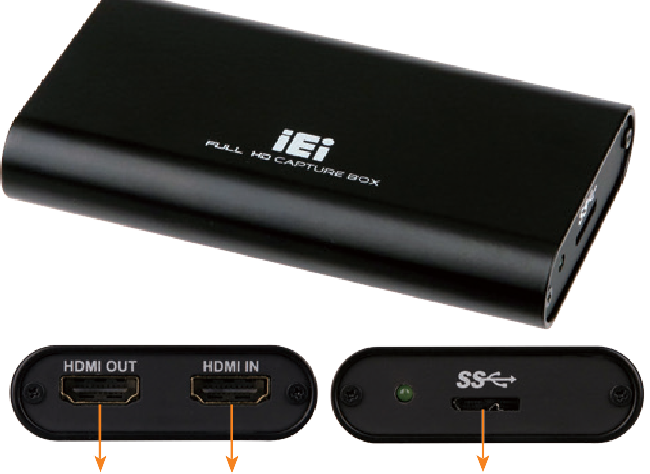 iEi
FULL HD CAPTURE BOX
HDMI OUT HDMI IN
SS